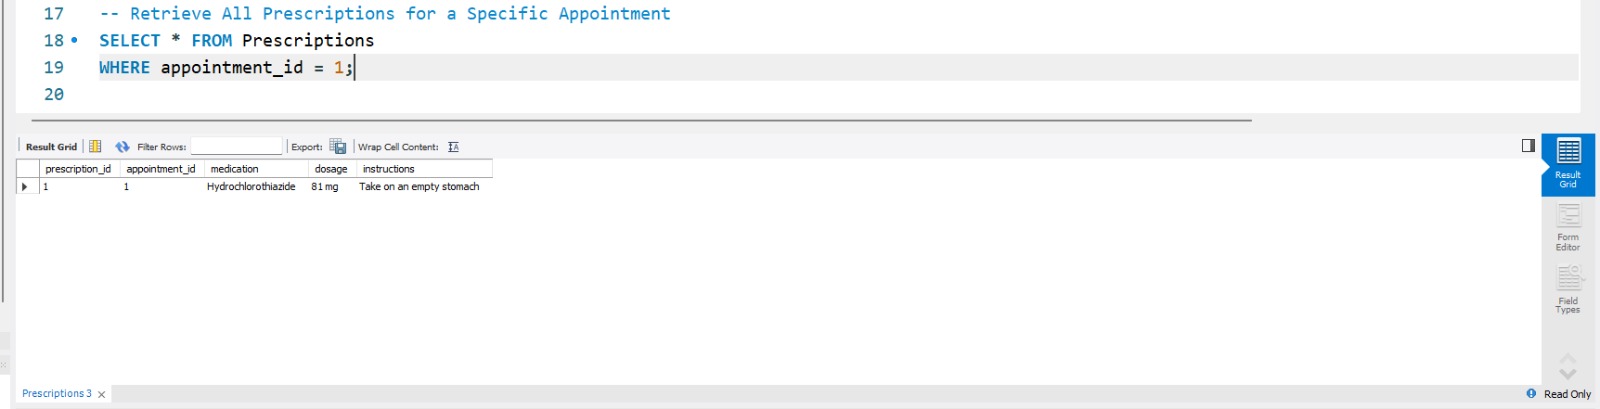 17 -- Retrieve All Prescriptions for a Specific Appointment
18 SELECT * FROM Prescriptions
19 WHERE appointment_id = 1;
20
Result Grid Filter Rows: Export: Wrap Cell Content:
prescription_id appointment_id medication dosage instructions
1 1 Hydrochlorothiazide 81 mg Take on an empty stomach
Result
Grid
Form
Editor
Field
Types
Prescriptions 3 Read Only